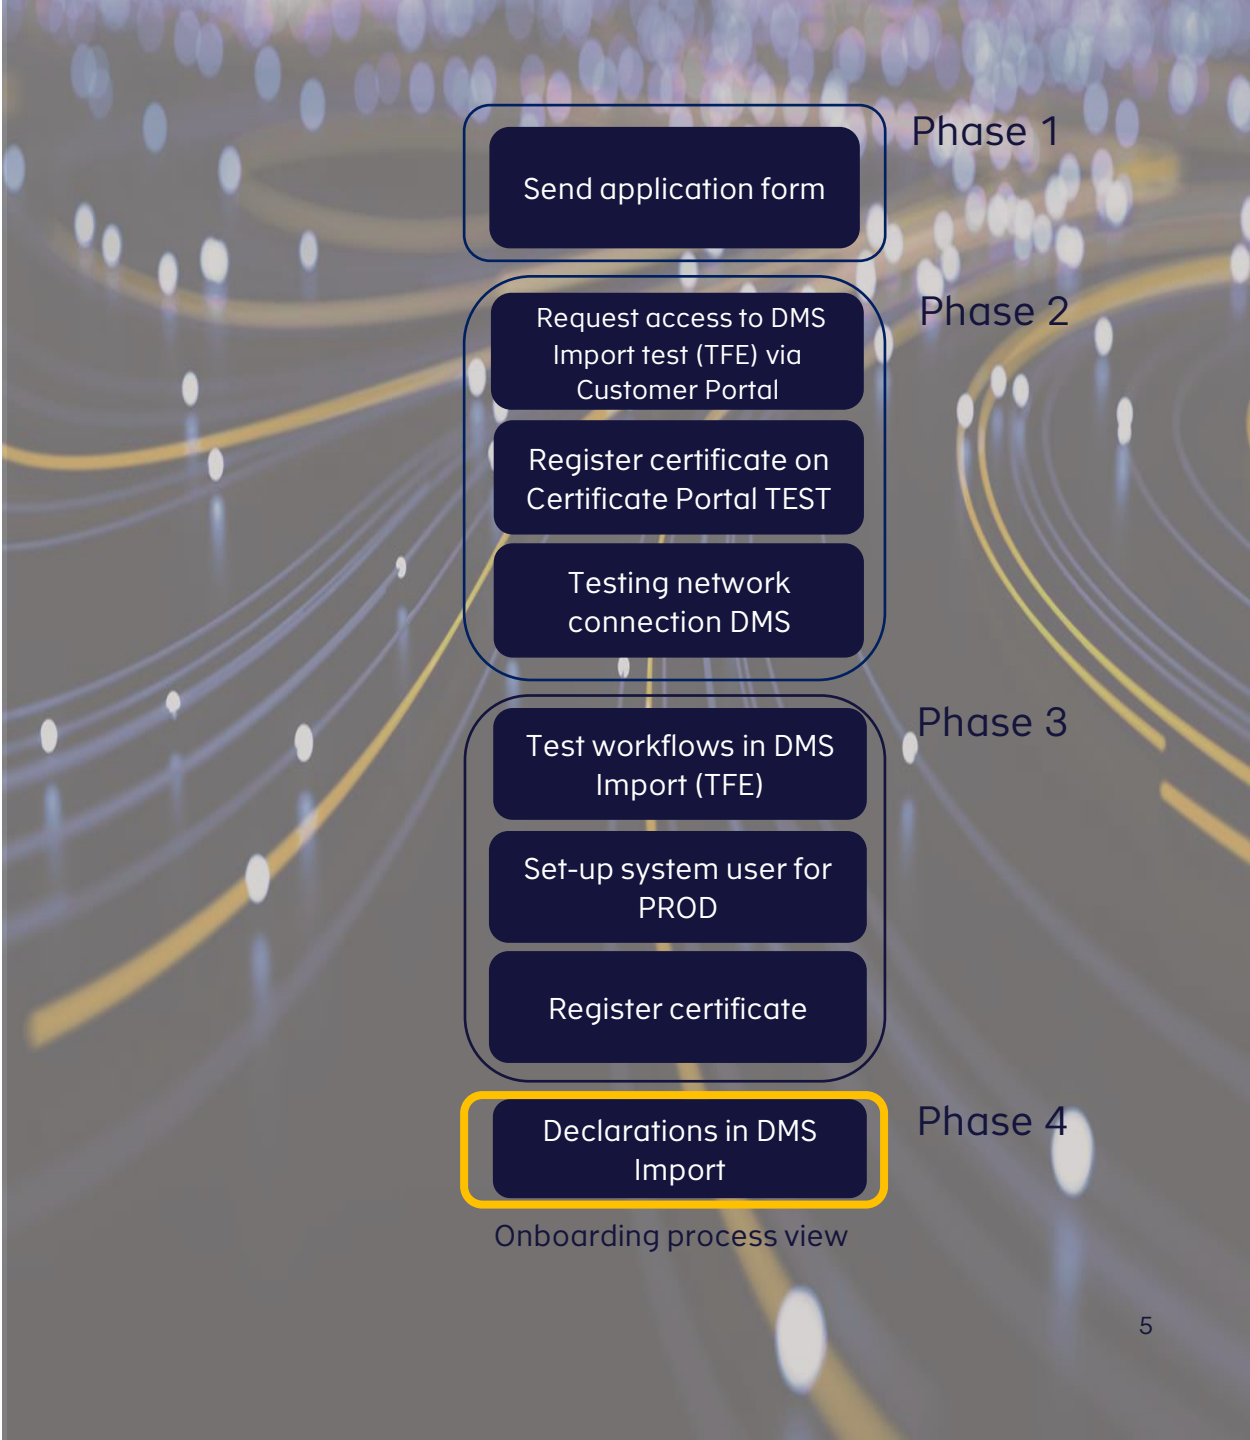 Phase 1
Send application form
Phase 2
Request access to DMS
Import test (TFE) via
Customer Portal
Register certificate on
Certificate Portal TEST
Testing network
connection DMS
Phase 3
Test workflows in DMS
Import (TFE)
Set-up system user for
PROD
Register certificate
Phase 4
Declarations in DMS
Import
Onboarding process view
5